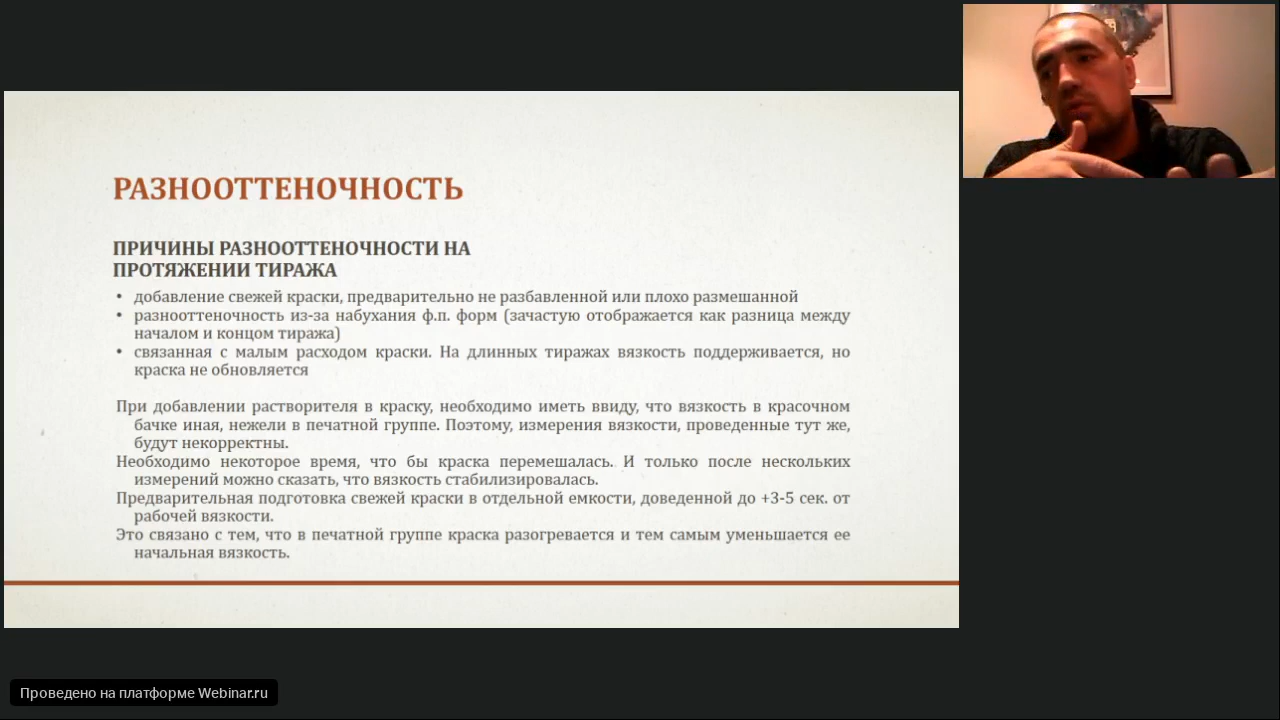 РАЗНООТТЕНОЧНОСТЬ
ПРИЧИНЫ РАЗНООТТЕНОЧНОСТИ НА
ПРОТЯЖЕНИИ ТИРАЖА
• добавление свежей краски, предварительно не разбавленной или плохо размешанной
• разнооттеночность из-за набухания ф.п. форм (зачастую отображается как разница между
началом и концом тиража)
• связанная с малым расходом краски. На длинных тиражах вязкость поддерживается, но
краска не обновляется
При добавлении растворителя в краску, необходимо иметь ввиду, что вязкость в красочном
бачке иная, нежели в печатной группе. Поэтому, измерения вязкости, проведенные тут же,
будут некорректны.
Необходимо некоторое время, что бы краска перемешалась. И только после нескольких
измерений можно сказать, что вязкость стабилизировалась.
Предварительная подготовка свежей краски в отдельной емкости, доведенной до +3-5 сек. от
рабочей вязкости.
Это связано с тем, что в печатной группе краска разогревается и тем самым уменьшается ее
начальная вязкость.
Проведено на платформе Webinar.ru